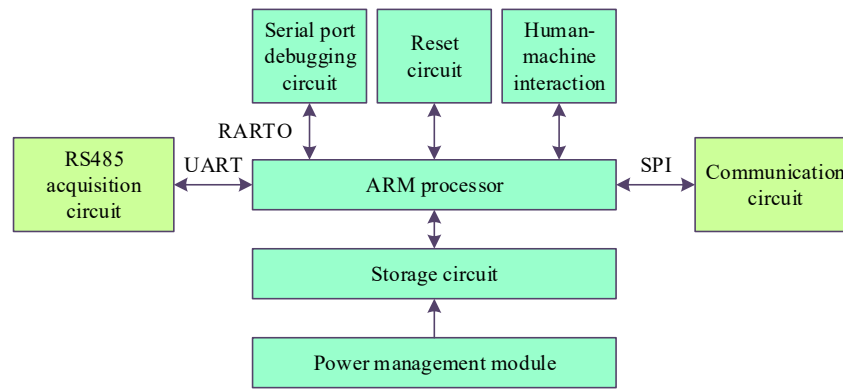 Serial port
debugging
circuit
Reset
circuit
Human-
machine
interaction
RARTO
RS485
acquisition
circuit
UART
ARM processor
SPI
Communication
circuit
Storage circuit
Power management module